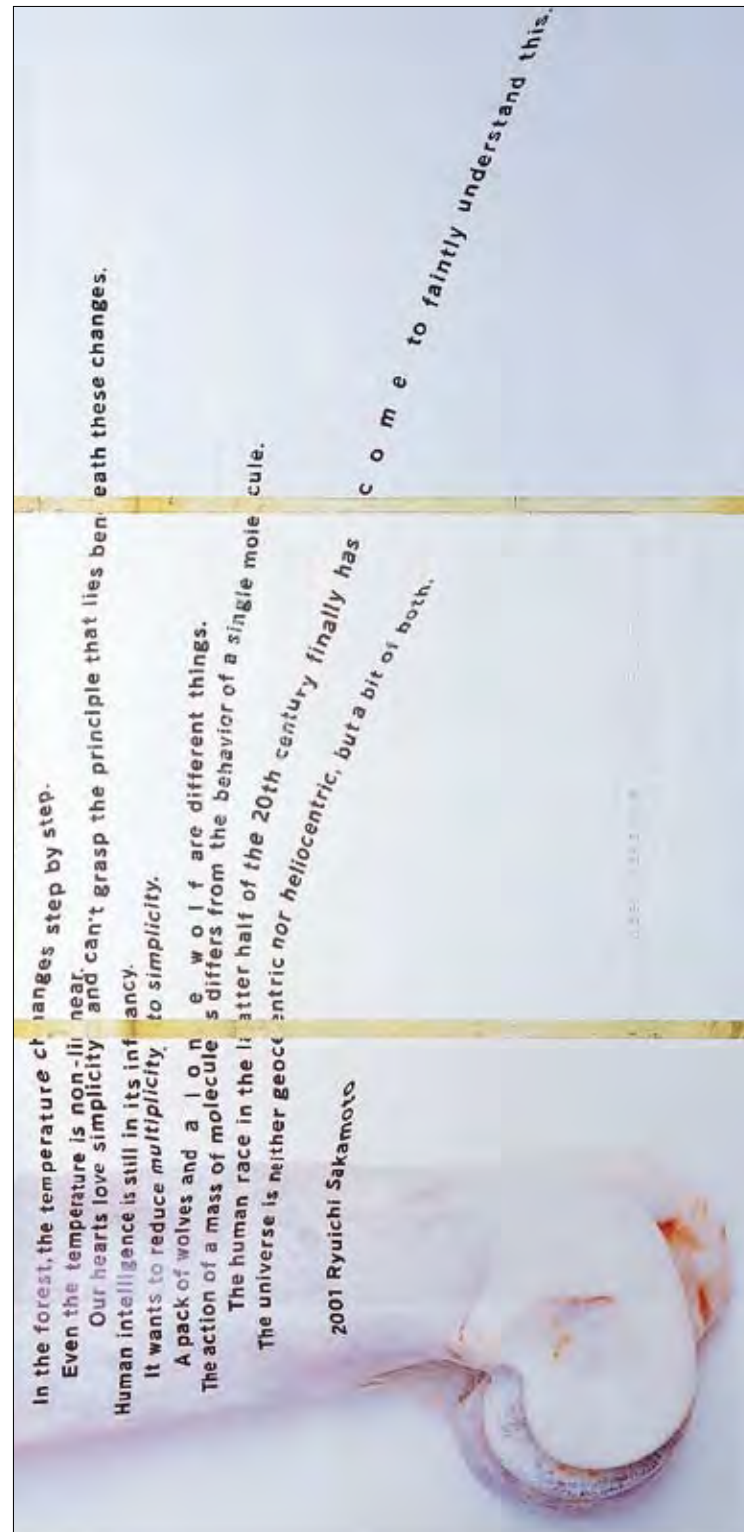 In the forest, the temperature changes step by step.
Even the temperature is non-linear.
Our hearts love simplicity and can't grasp the principle that lies beneath these changes.
Human intelligence is still in its infancy.
It wants to reduce multiplicity to simplicity.
A pack of wolves and a lone wolf are different things.
The action of a mass of molecules differs from the behavior of a single molecule.
The human race in the latter half of the 20th century finally has come to faintly understand this.
The universe is neither geocentric nor heliocentric, but a bit of both.
2001 Ryuichi Sakamoto